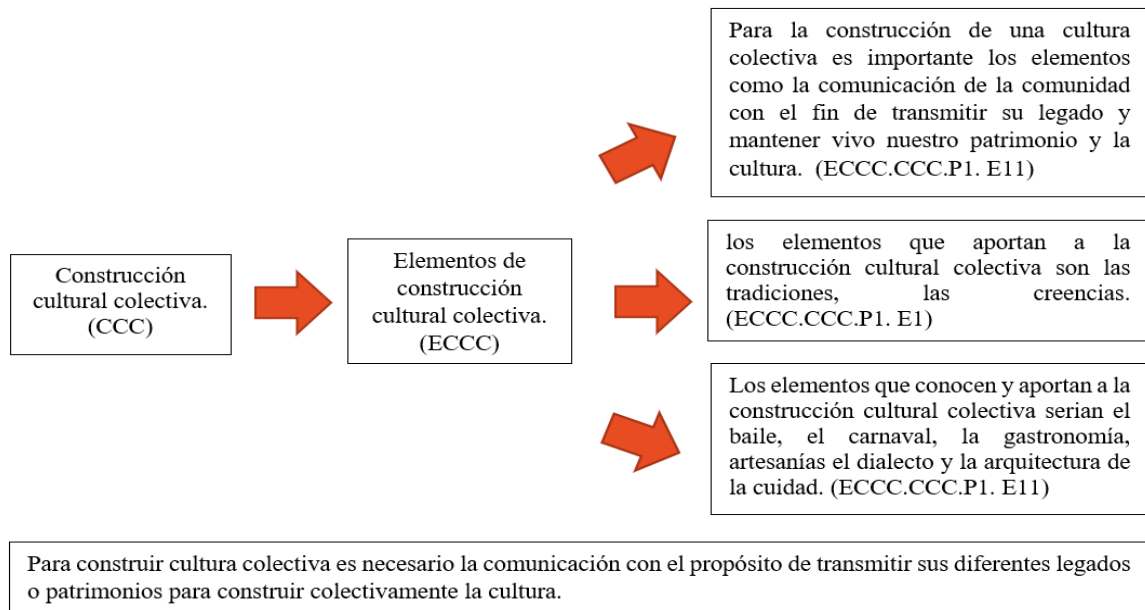 Construcción
cultural colectiva.
(CCC)
Elementos de
construcción
cultural colectiva.
(ECCC)
Para la construcción de una cultura
colectiva es importante los elementos
como la comunicación de la comunidad
con el fin de transmitir su legado y
mantener vivo nuestro patrimonio y la
cultura. (ECCC.CCC.P1. E11)
los elementos que aportan a la
construcción cultural colectiva son las
tradiciones, las creencias.
(ECCC.CCC.P1. E1)
Los elementos que conocen y aportan a la
construcción cultural colectiva serian el
baile, el carnaval, la gastronomía,
artesanías el dialecto y la arquitectura de
la cuidad. (ECCC.CCC.P1. E11)
Para construir cultura colectiva es necesario la comunicación con el propósito de transmitir sus diferentes legados
o patrimonios para construir colectivamente la cultura.